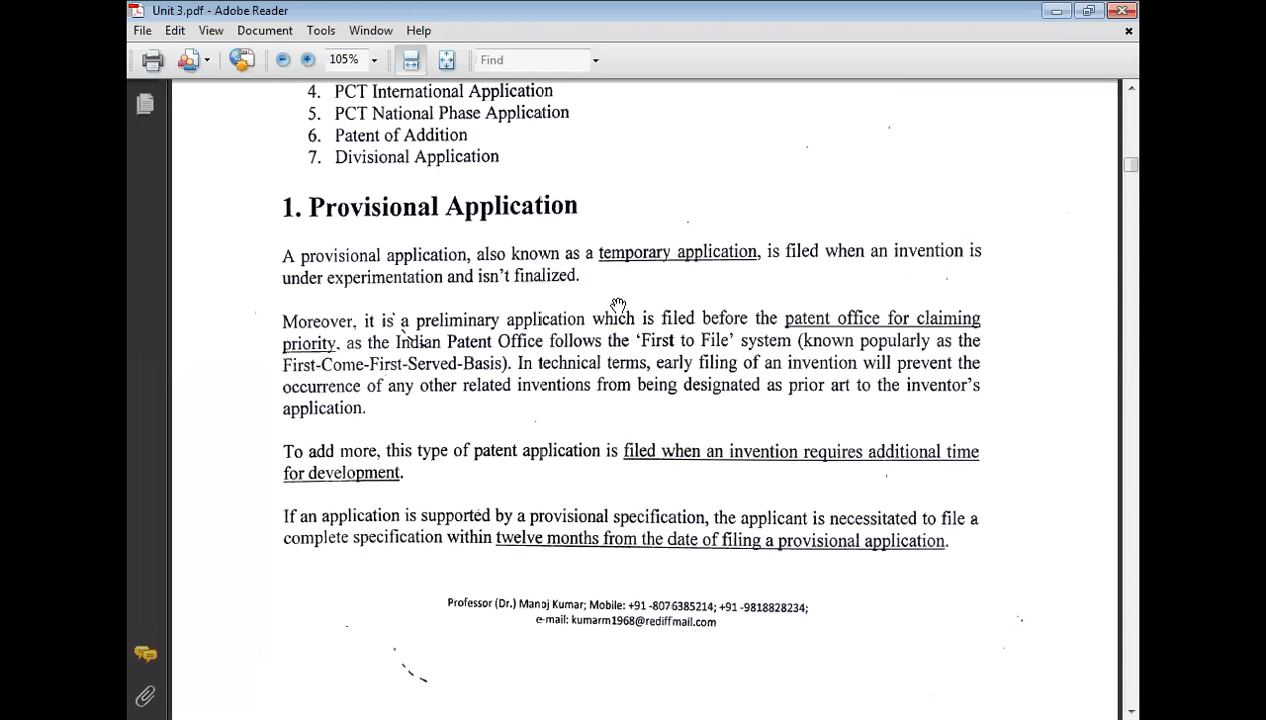 Unit 3.pdf - Adobe Reader
File Edit View Document Tools Window Help
105% Find
4. PCT International Application
5. PCT National Phase Application
6. Patent of Addition
7. Divisional Application
1. Provisional Application
A provisional application, also known as a temporary application, is filed when an invention is
under experimentation and isn't finalized.
Moreover, it is a preliminary application which is filed before the patent office for claiming
priority, as the Indian Patent Office follows the 'First to File' system (known popularly as the
First-Come-First-Served-Basis). In technical terms, early filing of an invention will prevent the
occurrence of any other related inventions from being designated as prior art to the inventor's
application.
To add more, this type of patent application is filed when an invention requires additional time
for development.
If an application is supported by a provisional specification, the applicant is necessitated to file a
complete specification within twelve months from the date of filing a provisional application.
Professor (Dr.) Manoj Kumar; Mobile: +91 -8076385214; +91 -9818828234;
e-mail: kumarm1968@rediffmail.com